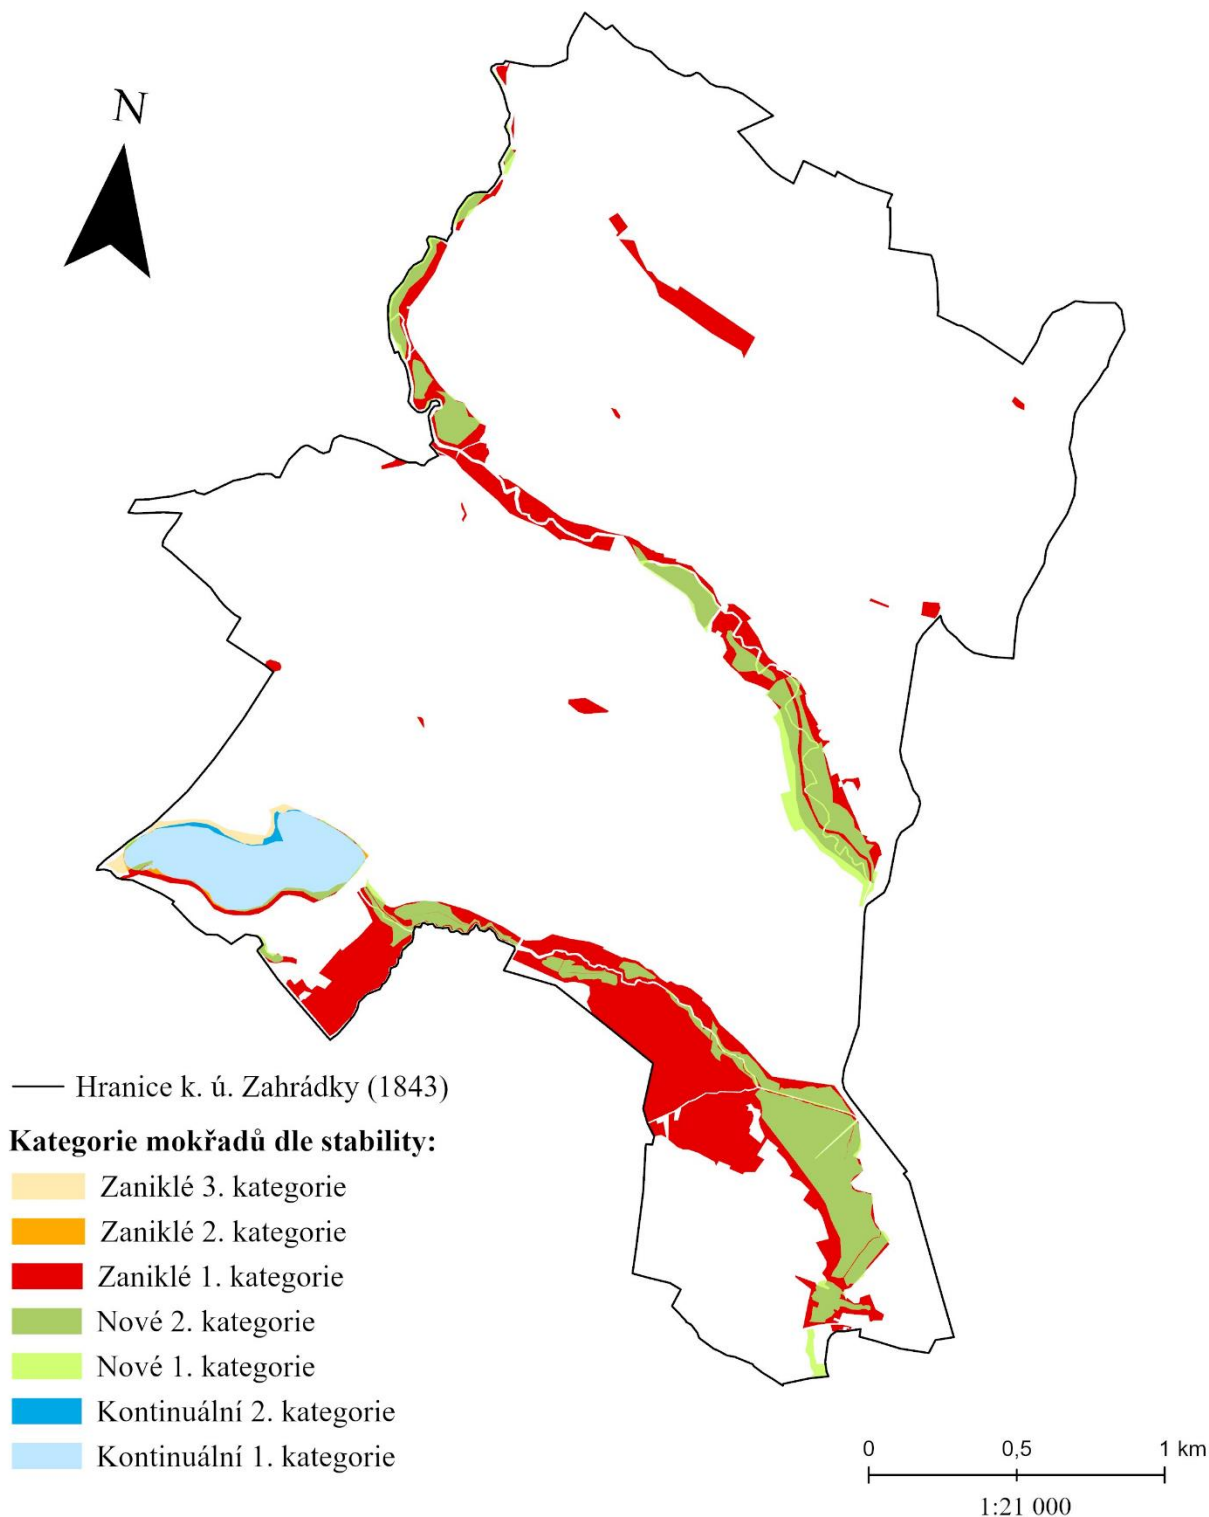 N
Hranice k. ú. Zahrádky (1843)
Kategorie mokřadů dle stability:
Zaniklé 3. kategorie
Zaniklé 2. kategorie
Zaniklé 1. kategorie
Nové 2. kategorie
Nové 1. kategorie
Kontinuální 2. kategorie
Kontinuální 1. kategorie
0 0,5 1 km
1:21 000